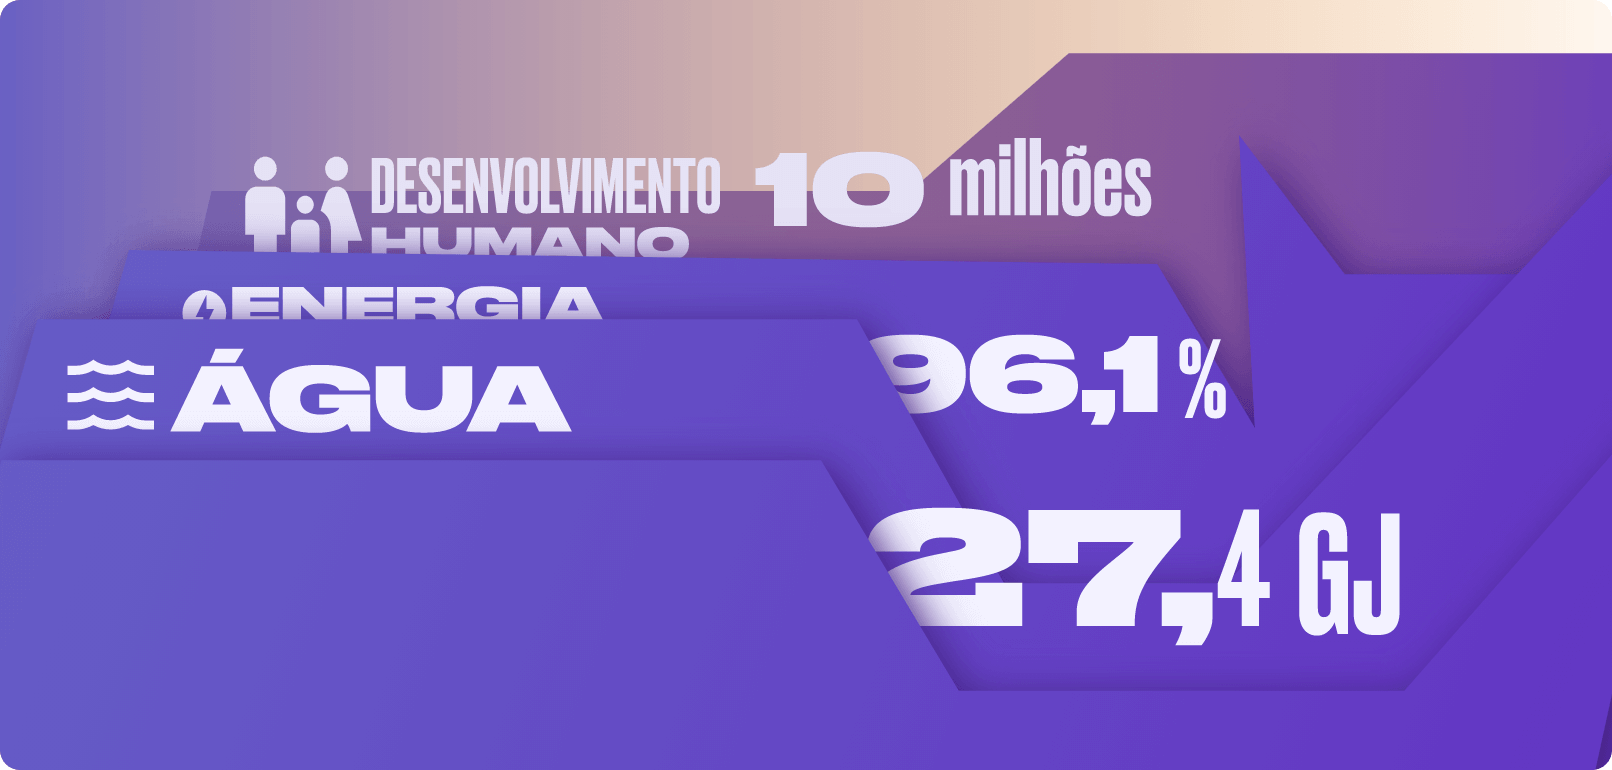 DESENVOLVIMENTO 10 milhões
HUMANO
ENERGIA
96,1%
ÁGUA
27,4 GJ